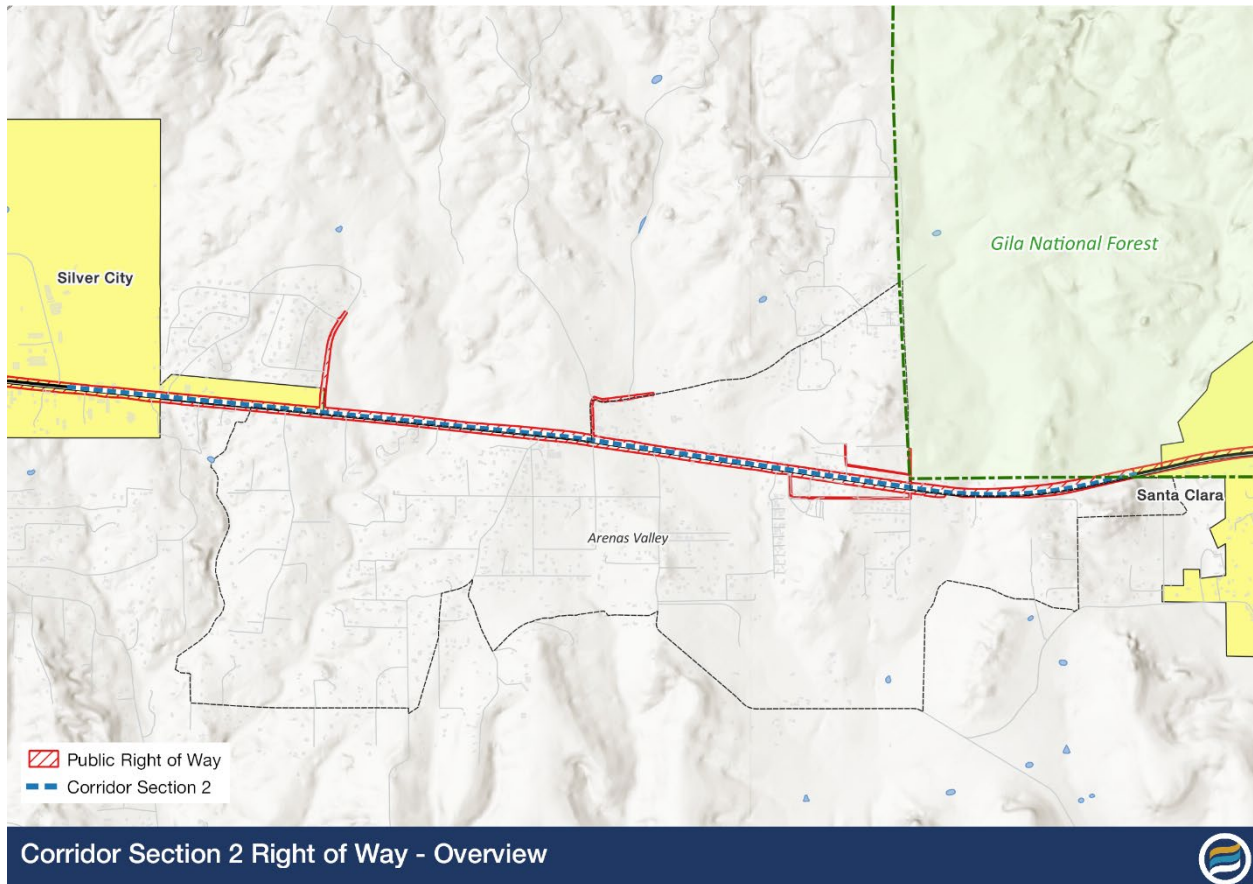 Silver City
Gila National Forest
Santa Clara
Arenas Valley
Public Right of Way
Corridor Section 2
Corridor Section 2 Right of Way - Overview